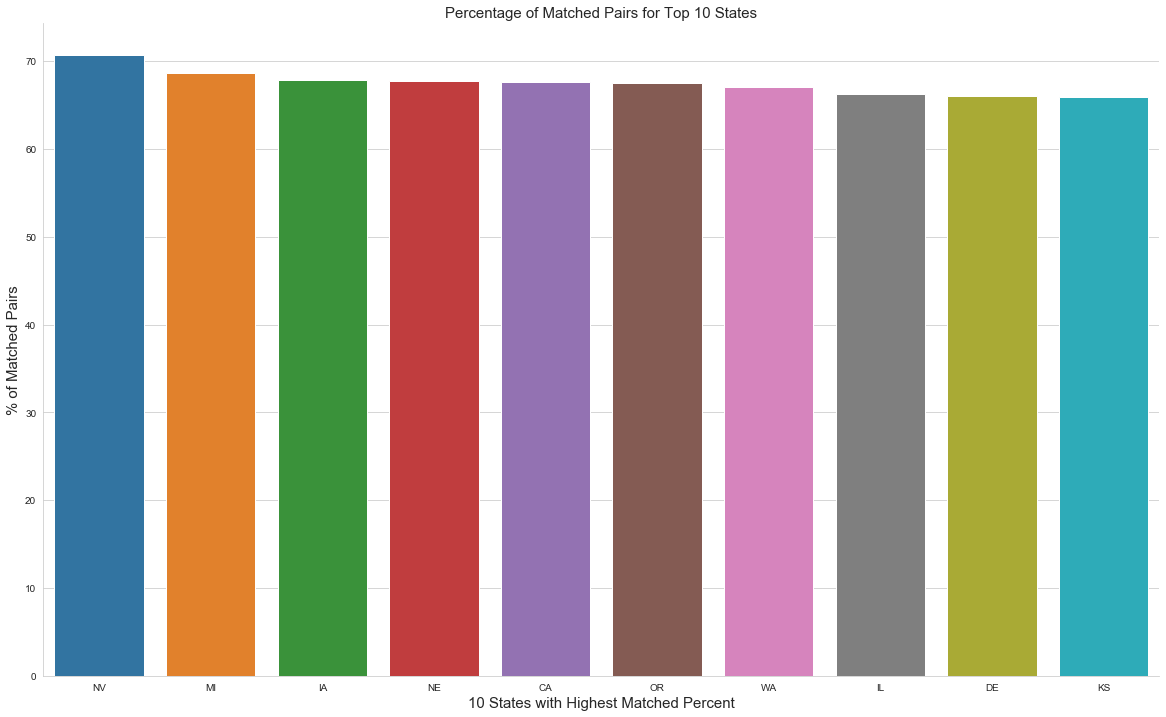 Percentage of Matched Pairs for Top 10 States
% of Matched Pairs
70
60
50
40
30
20
10
0
NV MI IA NE CA OR WA IL DE KS
10 States with Highest Matched Percent